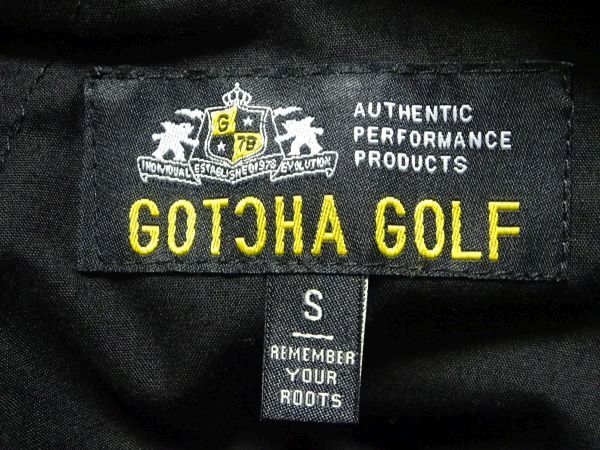 G
78
INDIVIDUAL ESTABLISHED 1978 EVOLUTION
AUTHENTIC
PERFORMANCE
PRODUCTS
GOTCHA GOLF
S
REMEMBER
YOUR
ROOTS